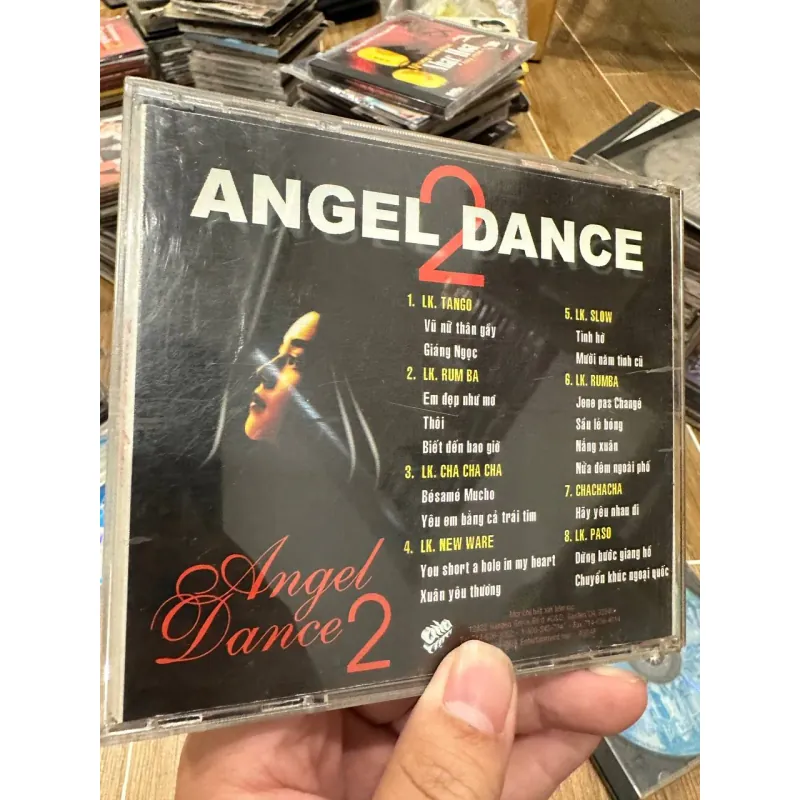 ANGEL 2 DANCE
1. LK. TANGO
Vũ nữ thân gầy
Giáng Ngọc
2. LK. RUM BA
Em đẹp như mơ
Thôi
Biết đến bao giờ
3. LK. CHA CHA CHA
Bésamé Mucho
Yêu em bằng cả trái tim
4. LK. NEW WARE
You short a hole in my heart
Xuân yêu thương
5. LK. SLOW
Tình hờ
Mười năm tình cũ
6. LK. RUMBA
Jene pas Changé
Sầu lẻ bóng
Nắng xuân
Nửa đêm ngoài phố
7. CHACHACHA
Hãy yêu nhau đi
8. LK. PASO
Dừng bước giang hồ
Chuyển khúc ngoại quốc
Angel
Dance 2